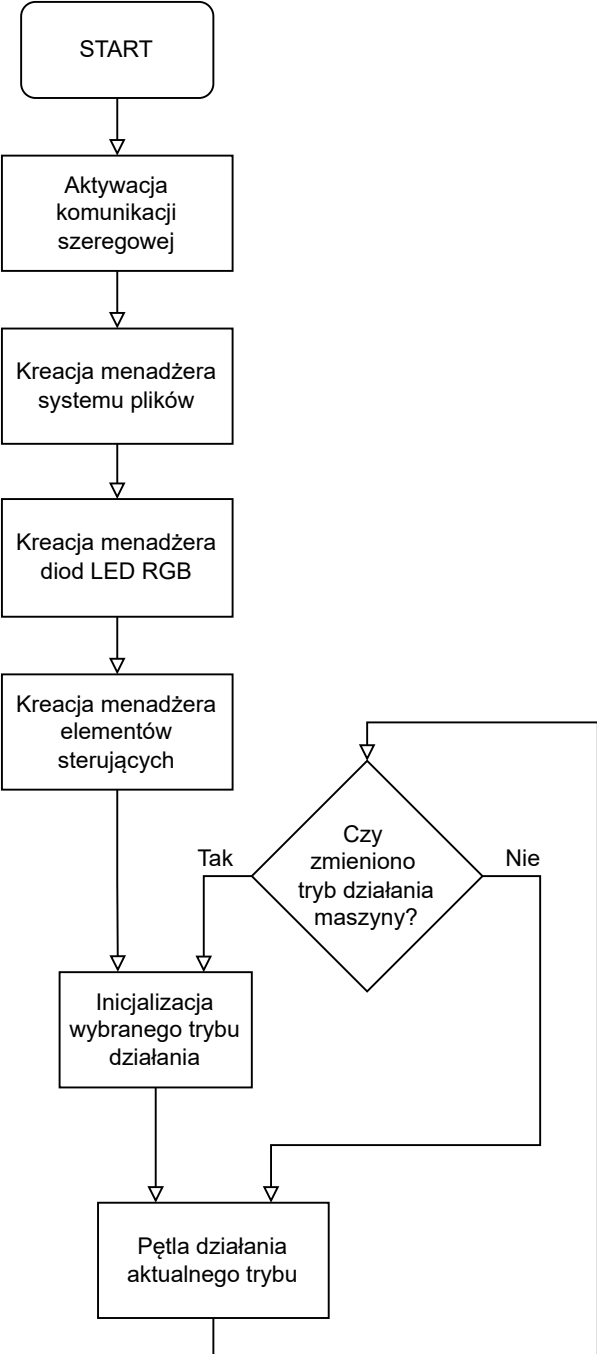 START
Aktywacja
komunikacji
szeregowej
Kreacja menadżera
systemu plików
Kreacja menadżera
diod LED RGB
Kreacja menadżera
elementów
sterujących
Czy
zmieniono
tryb działania
maszyny?
Tak
Nie
Inicjalizacja
wybranego trybu
działania
Pętla działania
aktualnego trybu